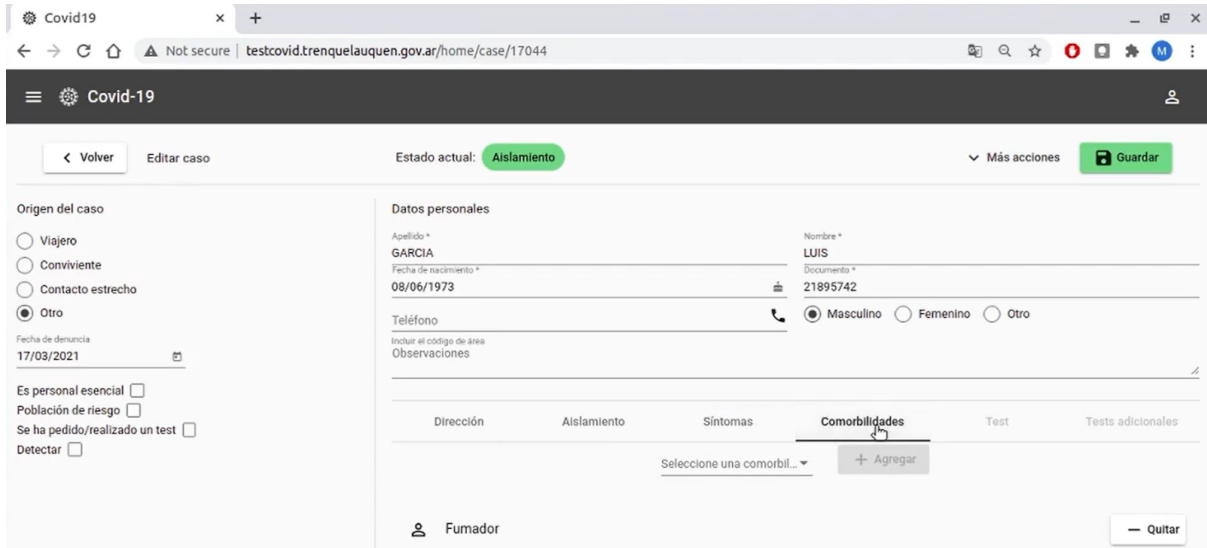 Covid19
Not secure | testcovid.trenquelauquen.gov.ar/home/case/17044
M
Covid-19
Volver
Editar caso
Estado actual: Aislamiento
Más acciones
Guardar
Origen del caso
Viajero
Conviviente
Contacto estrecho
Otro
Fecha de denuncia
17/03/2021
Es personal esencial
Población de riesgo
Se ha pedido/realizado un test
Detectar
Datos personales
Apellido *
GARCIA
Nombre *
LUIS
Fecha de nacimiento *
08/06/1973
Documento *
21895742
Teléfono
Masculino Femenino Otro
Incluir el código de área
Observaciones
Dirección Aislamiento Síntomas Comorbilidades Test Tests adicionales
Seleccione una comorbil...
+ Agregar
Fumador
— Quitar